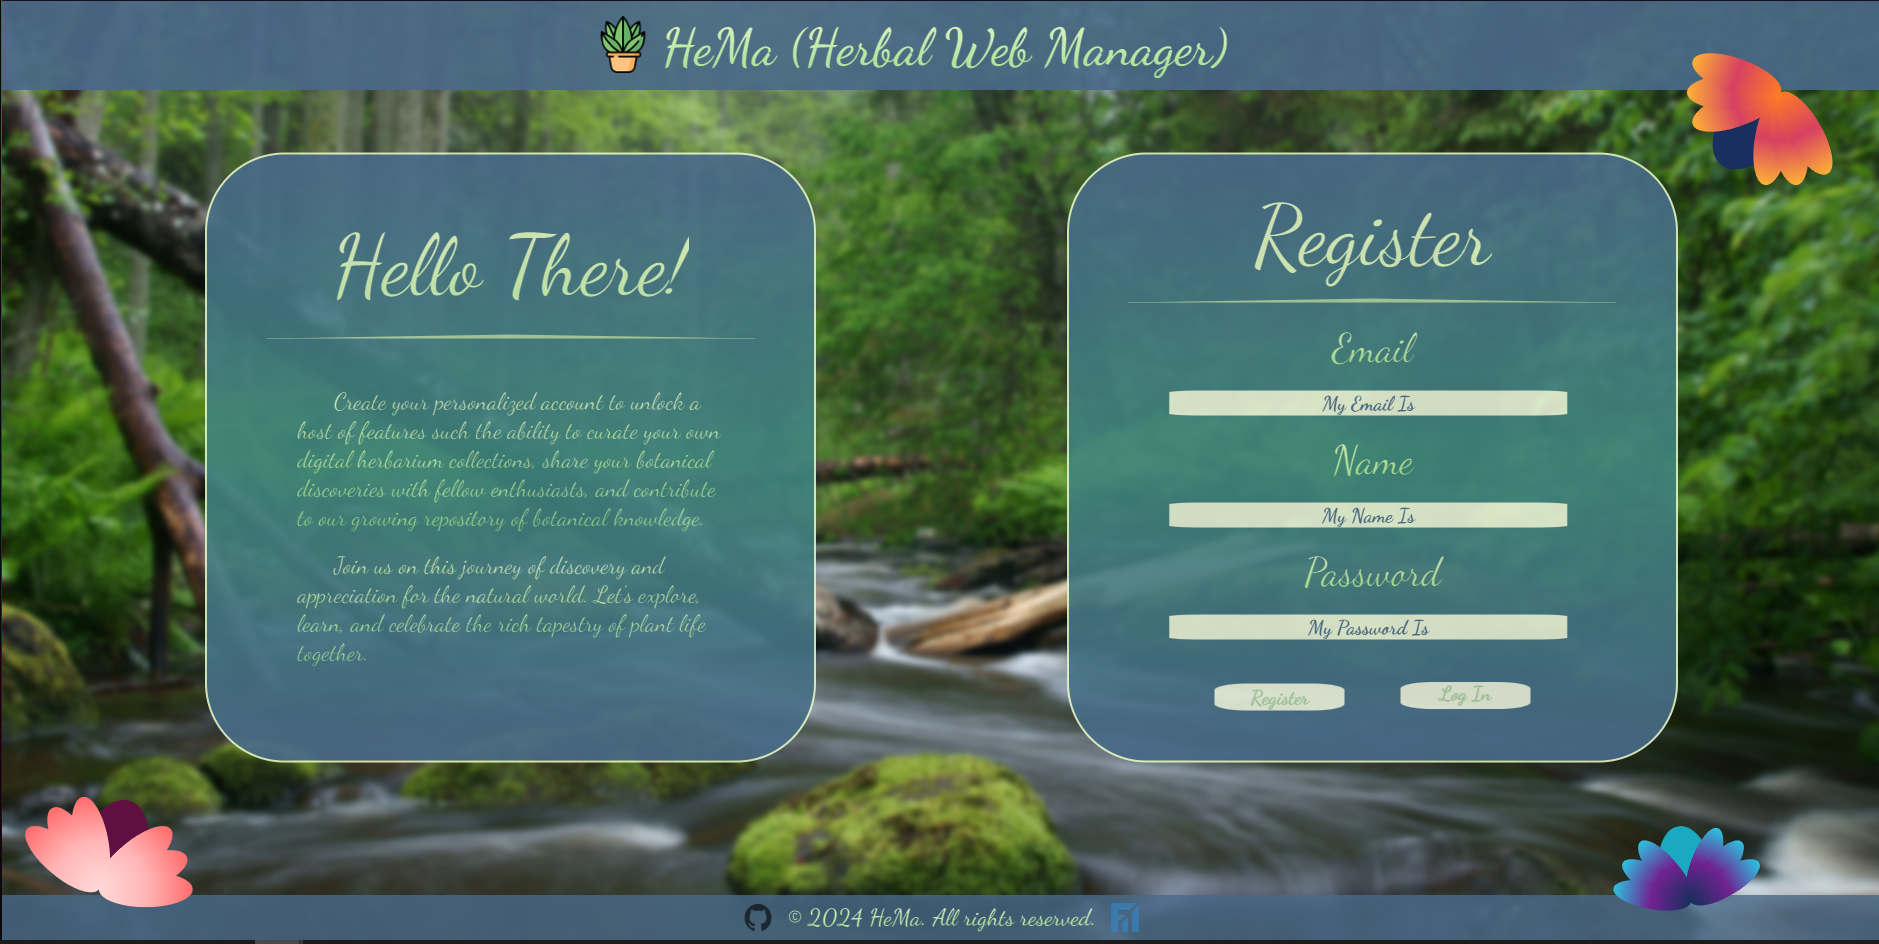 HeMa (Herbal Web Manager)
Hello There!
Create your personalized account to unlock a
host of features such the ability to curate your own
digital herbarium collections, share your botanical
discoveries with fellow enthusiasts, and contribute
to our growing repository of botanical knowledge.
Join us on this journey of discovery and
appreciation for the natural world. Let's explore,
learn, and celebrate the rich tapestry of plant life
together.
Register
Email
My Email Is
Name
My Name Is
Password
My Password Is
Register
Log In
© 2024 HeMa. All rights reserved.